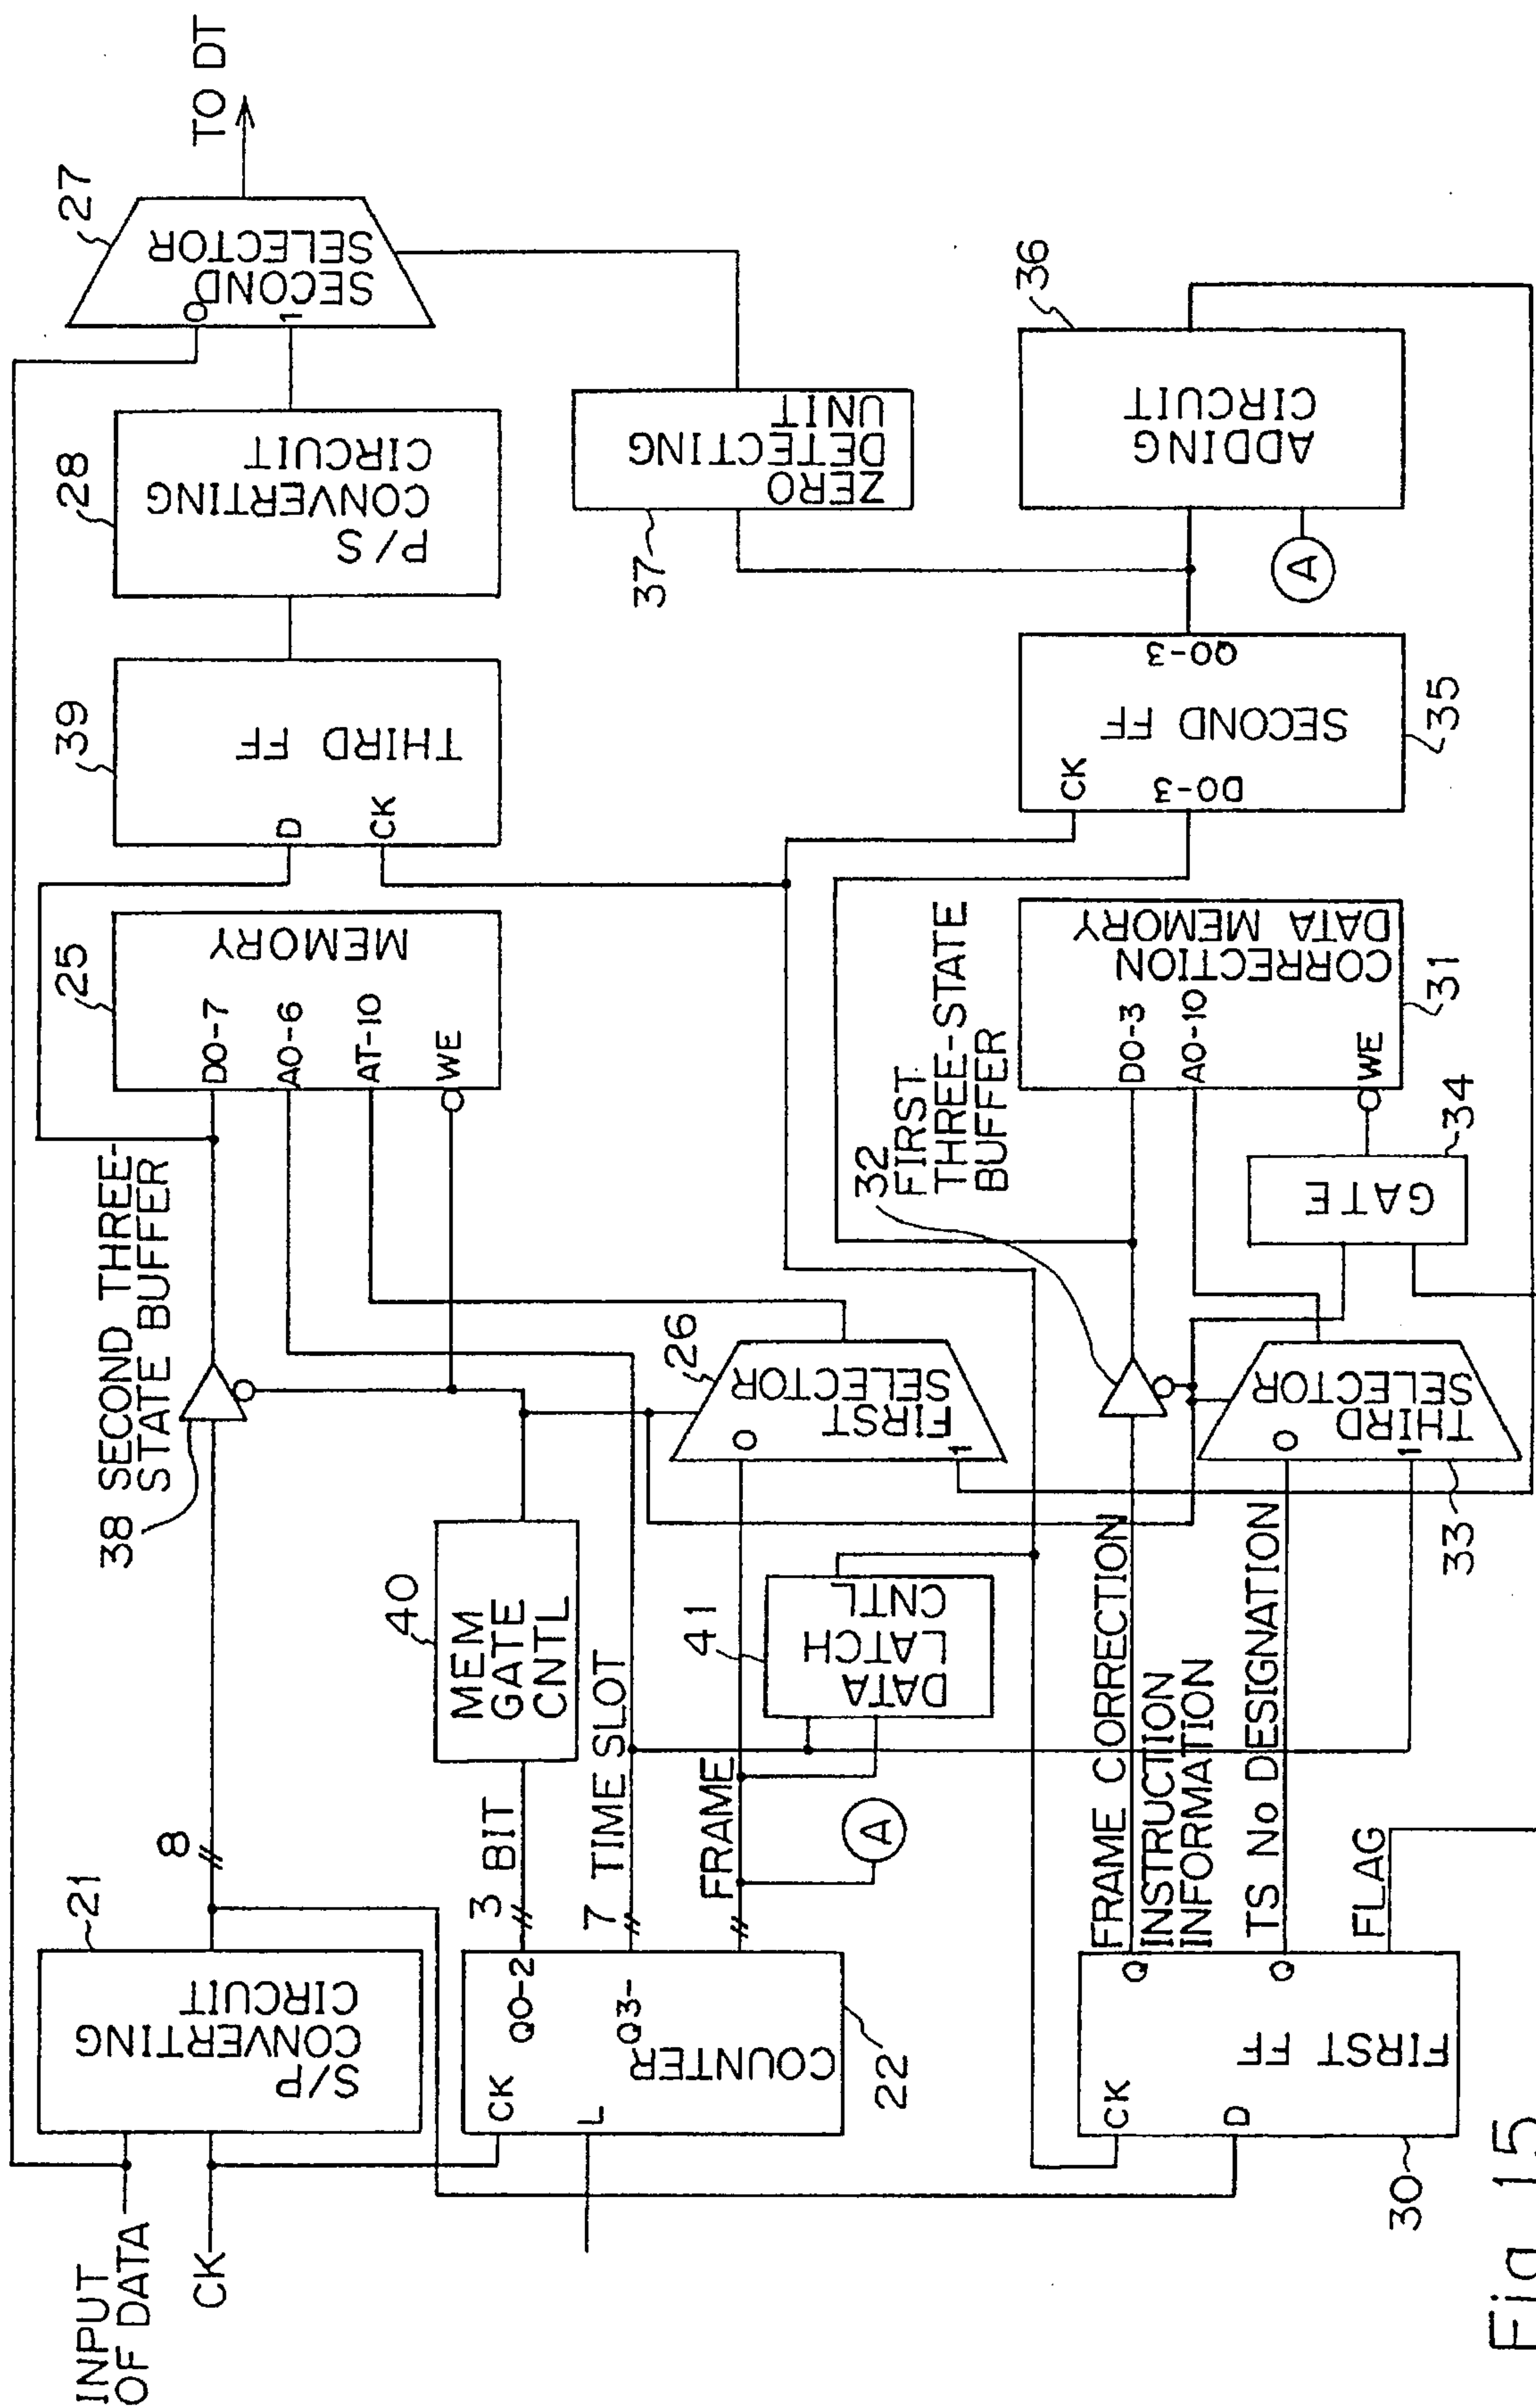 INPUT
OF DATA
CK
21
S/P
CONVERTING
CIRCUIT
8
38 SECOND THREE-
STATE BUFFER
25
MEMORY
D0-7
A0-6
AT-10
WE
39
THIRD FF
D
CK
28
P/S
CONVERTING
CIRCUIT
27
SECOND
SELECTOR
0
1
TO DT
CK
L
Q0-2
Q3-
COUNTER
22
3 BIT
7 TIME SLOT
FRAME
A
40
MEM
GATE
CNTL
41
DATA
LATCH
CNTL
26
FIRST
SELECTOR
0
1
37
ZERO
DETECTING
UNIT
CK
D
Q
Q
FIRST FF
30
FRAME CORRECTION
INSTRUCTION
INFORMATION
TS No DESIGNATION
FLAG
32
FIRST
THREE-STATE
BUFFER
33
THIRD
SELECTOR
0
1
34
GATE
31
CORRECTION
DATA MEMORY
D0-3
A0-10
WE
35
SECOND FF
CK
D0-3
Q0-3
36
ADDING
CIRCUIT
A
Fig. 15